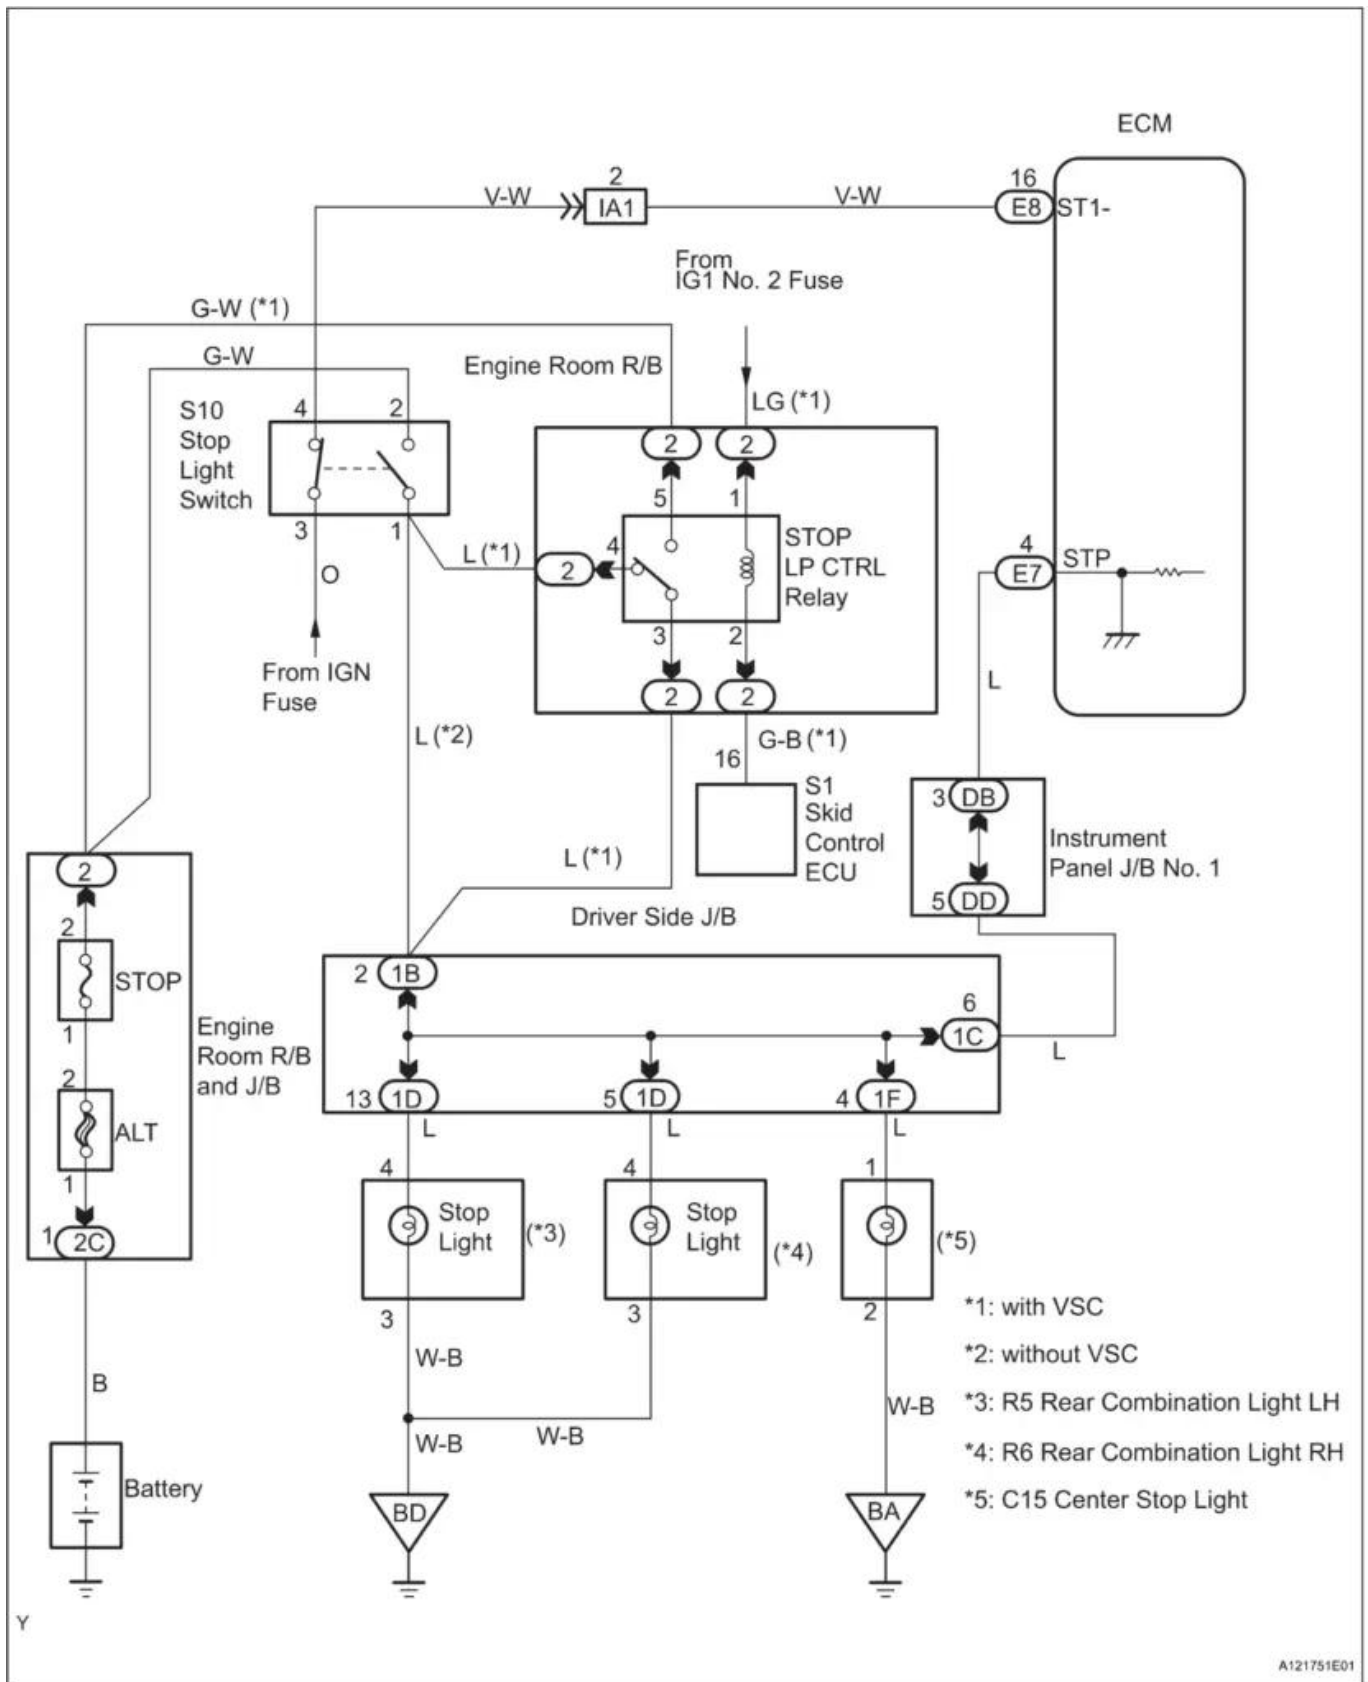 ECM
16
2
V-W
IA1
V-W
E8
ST1-
From
IG1 No. 2 Fuse
G-W (*1)
G-W
Engine Room R/B
LG (*1)
S10
Stop
Light
Switch
4
2
3
1
O
From IGN
Fuse
L (*1)
2
2
5
1
4
2
STOP
LP CTRL
Relay
3
2
2
2
4
E7
STP
L
L (*2)
G-B (*1)
16
S1
Skid
Control
ECU
3
DB
5
DD
Instrument
Panel J/B No. 1
L (*1)
Driver Side J/B
2
2
STOP
1
2
ALT
1
1
2C
Engine
Room R/B
and J/B
2
1B
6
1C
L
13
1D
5
1D
4
1F
L
L
L
4
Stop
Light
(*3)
3
4
Stop
Light
(*4)
3
1
(*5)
2
W-B
W-B
W-B
W-B
B
Battery
BD
BA
*1: with VSC
*2: without VSC
*3: R5 Rear Combination Light LH
*4: R6 Rear Combination Light RH
*5: C15 Center Stop Light
Y
A121751E01